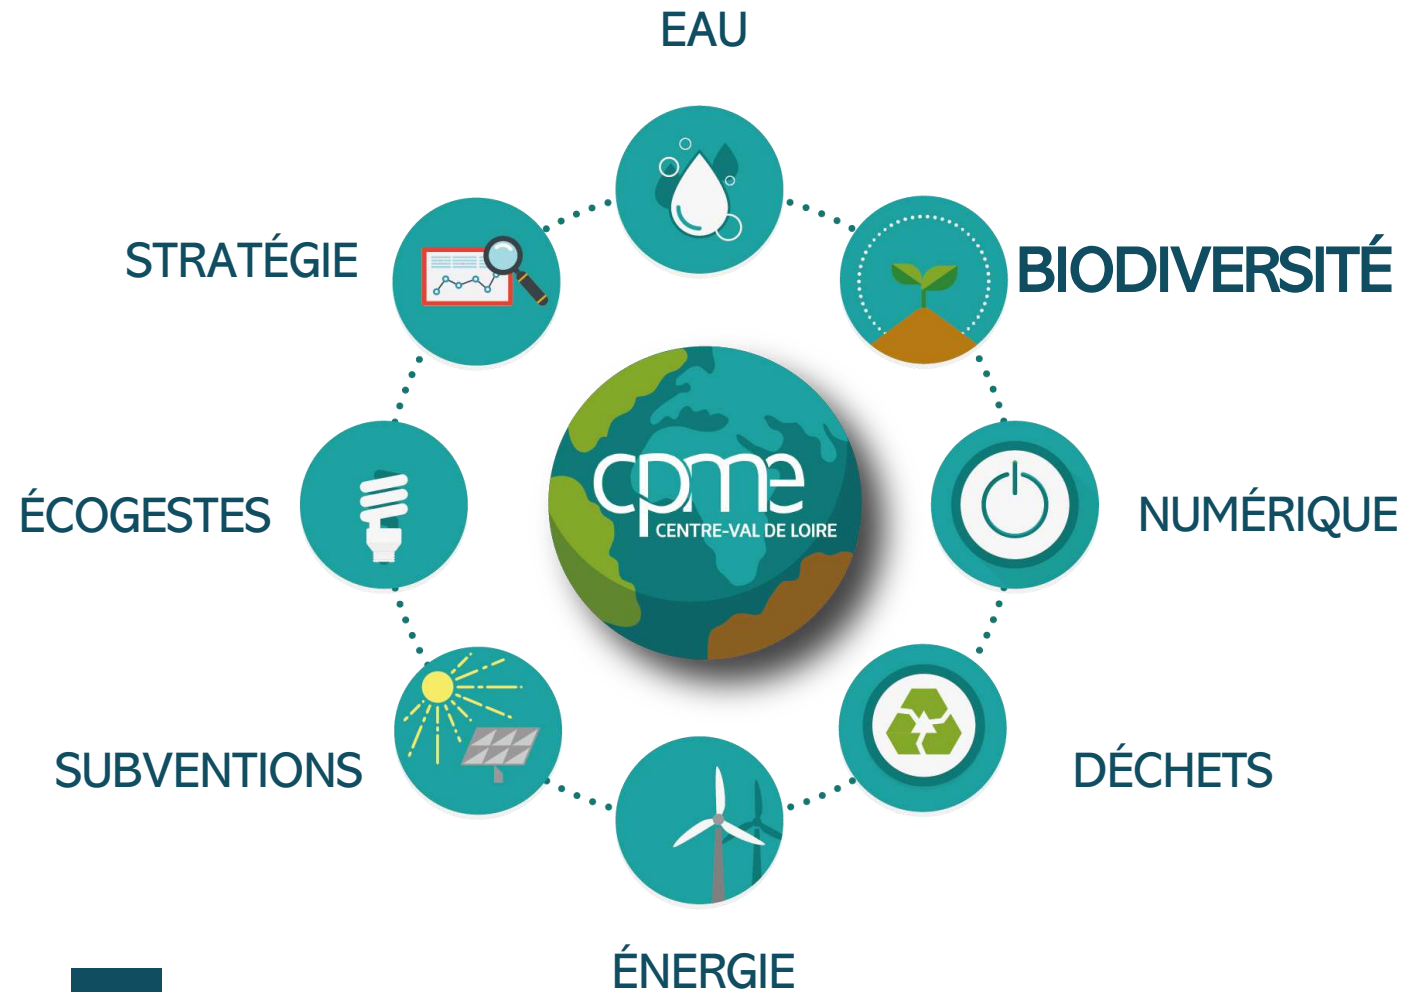 EAU
STRATÉGIE
BIODIVERSITÉ
cpme
CENTRE-VAL DE LOIRE
ÉCOGESTES
NUMÉRIQUE
SUBVENTIONS
DÉCHETS
ÉNERGIE